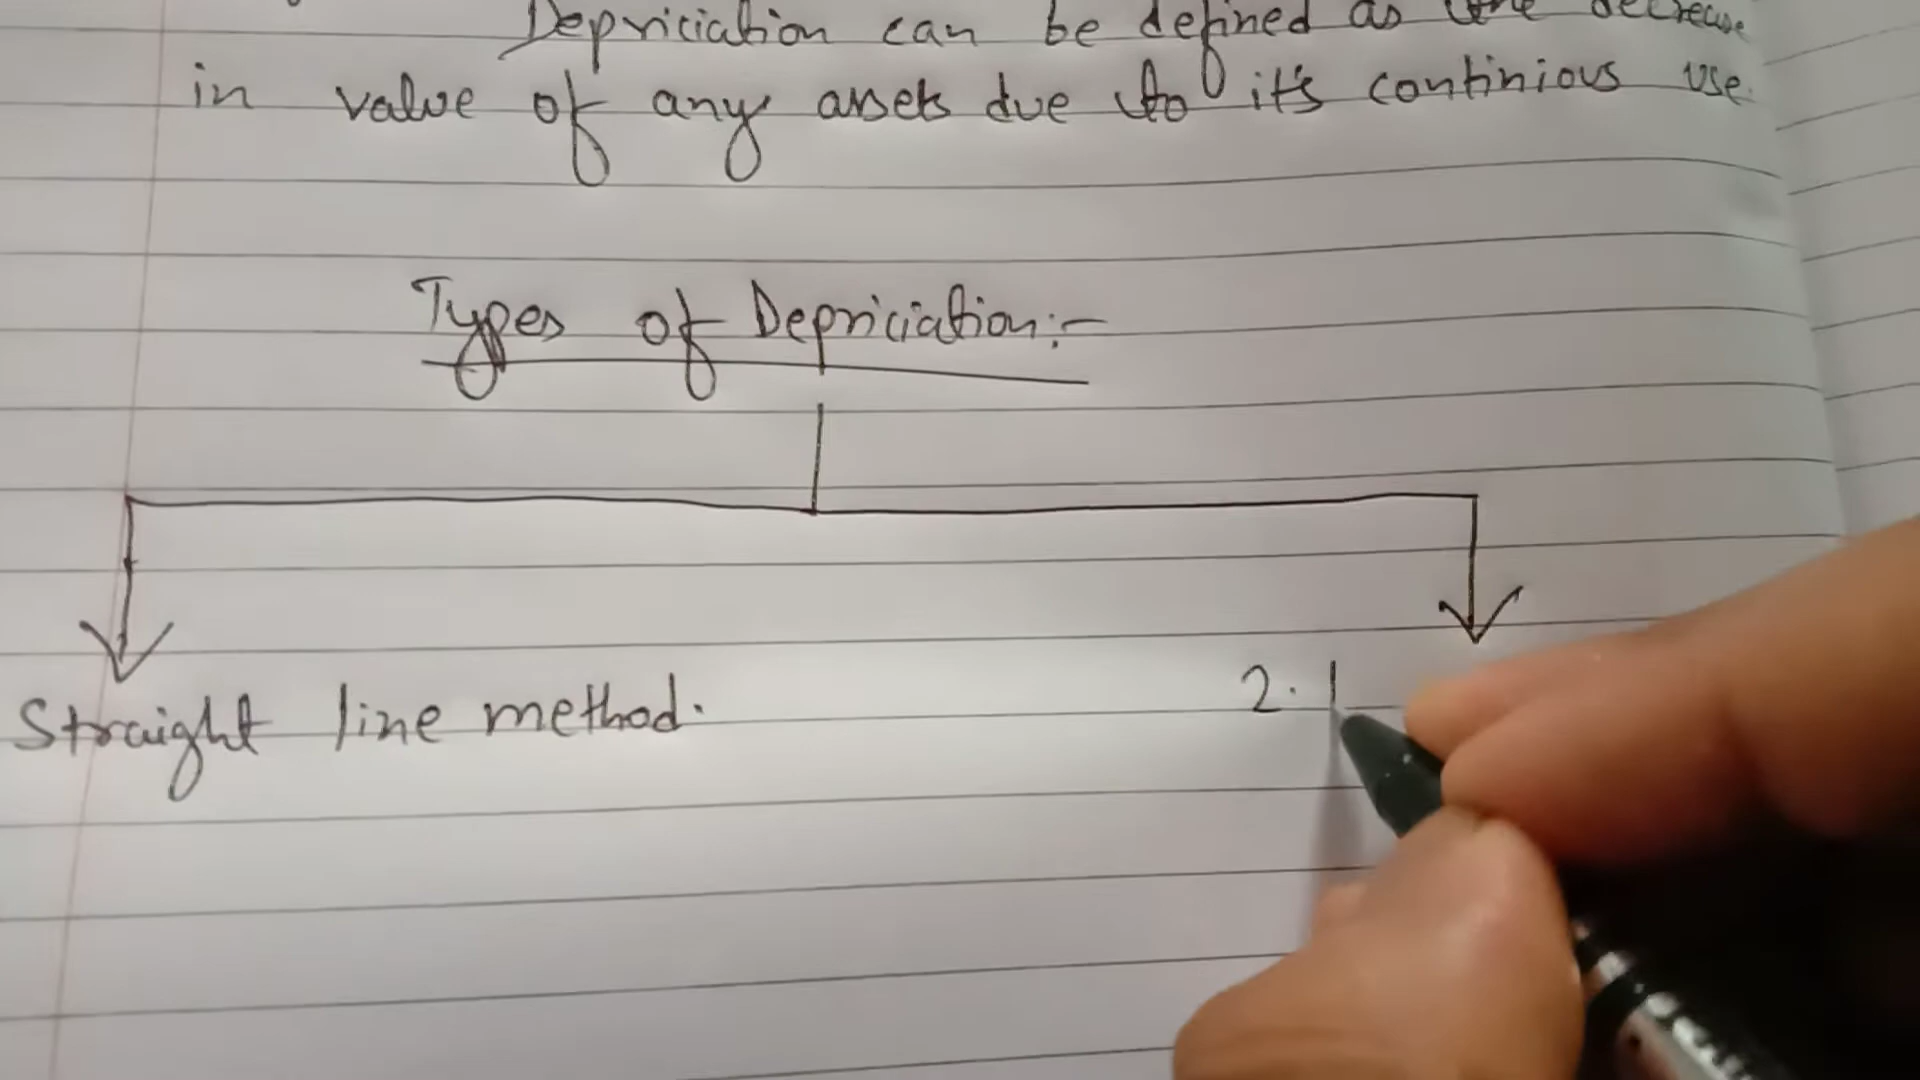 Depriciation can be defined as the decrease
in value of any assets due to it's continious use.
Types of Depriciation:-
Straight line method.
2.